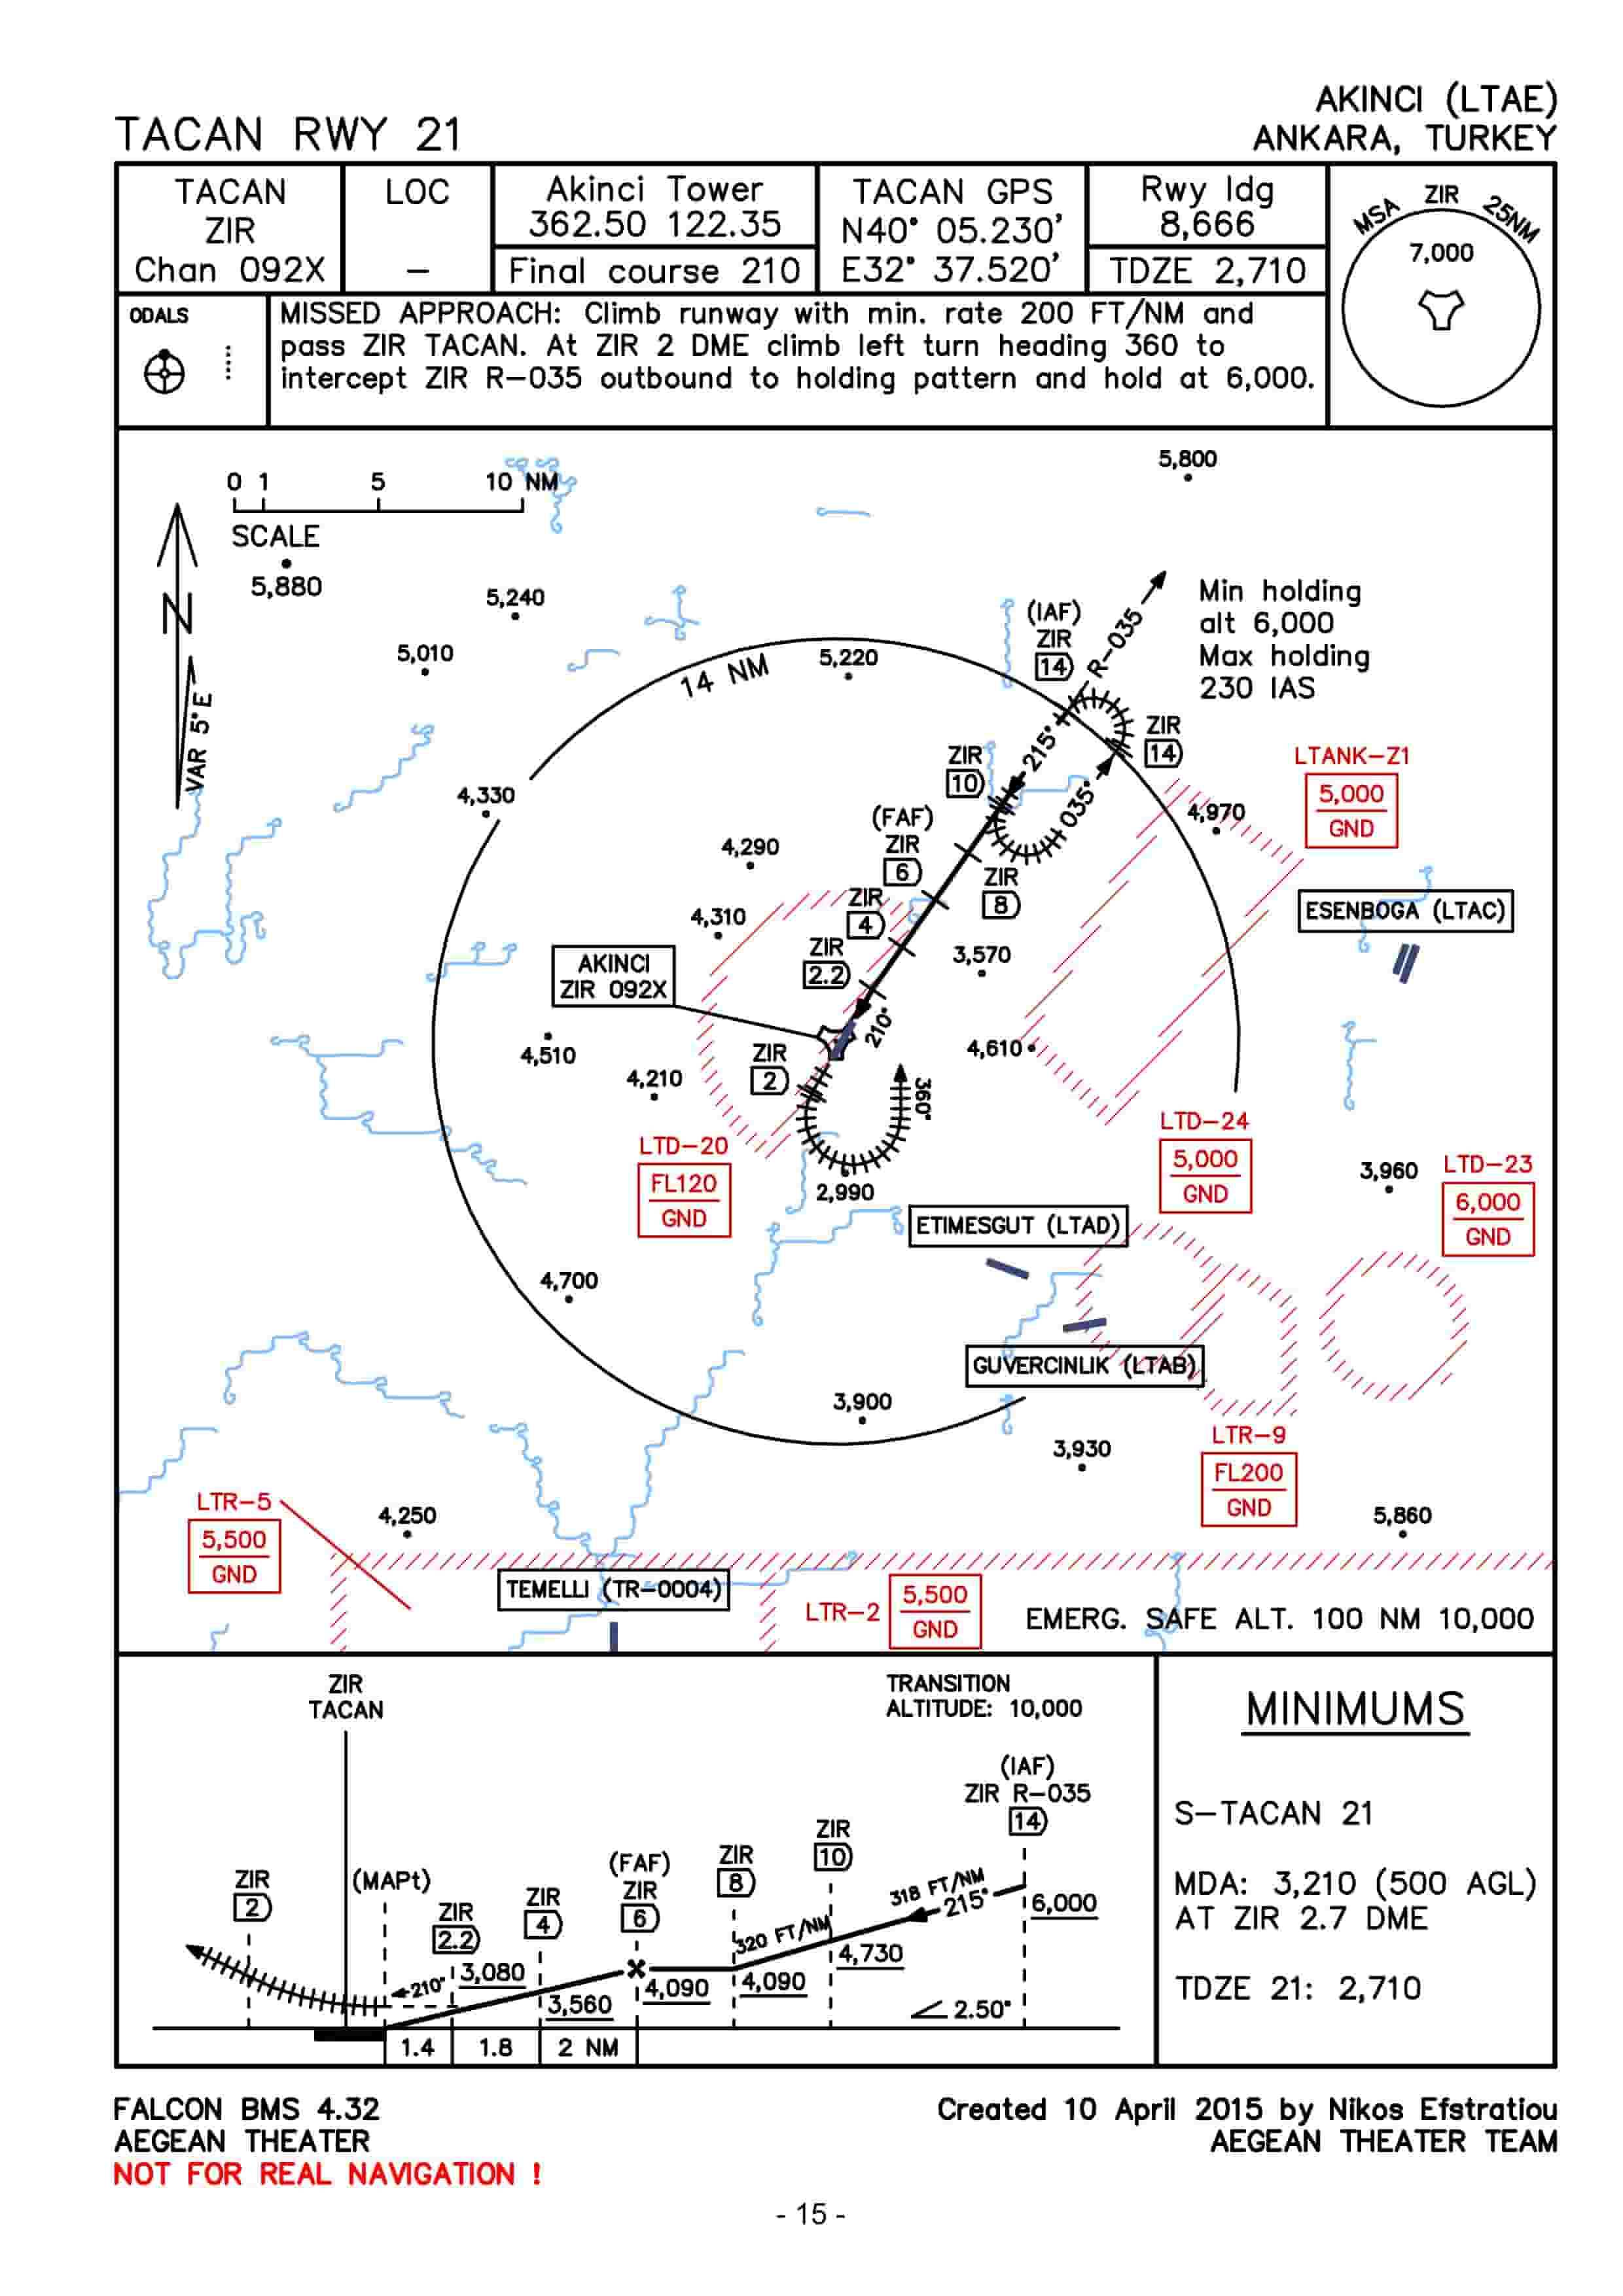 TACAN RWY 21
AKINCI (LTAE)
ANKARA, TURKEY
TACAN
ZIR
Chan 092X
LOC
–
Akinci Tower
362.50 122.35
Final course 210
TACAN GPS
N40° 05.230'
E32° 37.520'
Rwy ldg
8,666
TDZE 2,710
MSA ZIR 25NM
7,000
ODALS
MISSED APPROACH: Climb runway with min. rate 200 FT/NM and
pass ZIR TACAN. At ZIR 2 DME climb left turn heading 360 to
intercept ZIR R–035 outbound to holding pattern and hold at 6,000.
0 1 5 10 NM
SCALE
N
VAR 5°E
5,880
5,240
5,010
5,800
Min holding
alt 6,000
Max holding
230 IAS
(IAF)
ZIR
14
R–035
14 NM
5,220
215°
ZIR
14
ZIR
10
035°
LTANK–Z1
5,000
GND
4,970
4,330
4,290
(FAF)
ZIR
6
ZIR
8
ZIR
4
4,310
ESENBOGA (LTAC)
ZIR
2.2
3,570
AKINCI
ZIR 092X
210°
4,510
4,610
ZIR
2
4,210
360°
LTD–20
FL120
GND
2,990
LTD–24
5,000
GND
3,960
LTD–23
6,000
GND
ETIMESGUT (LTAD)
4,700
GUVERCINLIK (LTAB)
3,900
3,930
LTR–9
FL200
GND
LTR–5
5,500
GND
4,250
5,860
TEMELLI (TR–0004)
LTR–2
5,500
GND
EMERG. SAFE ALT. 100 NM 10,000
ZIR
TACAN
TRANSITION
ALTITUDE: 10,000
(IAF)
ZIR R–035
14
ZIR
10
ZIR
8
(FAF)
ZIR
6
ZIR
4
ZIR
2.2
(MAPt)
ZIR
2
318 FT/NM
215°
6,000
320 FT/NM
4,730
4,090
4,090
3,560
3,080
210°
2.50°
1.4
1.8
2 NM
MINIMUMS
S–TACAN 21
MDA: 3,210 (500 AGL)
AT ZIR 2.7 DME
TDZE 21: 2,710
FALCON BMS 4.32
AEGEAN THEATER
NOT FOR REAL NAVIGATION !
Created 10 April 2015 by Nikos Efstratiou
AEGEAN THEATER TEAM
- 15 -